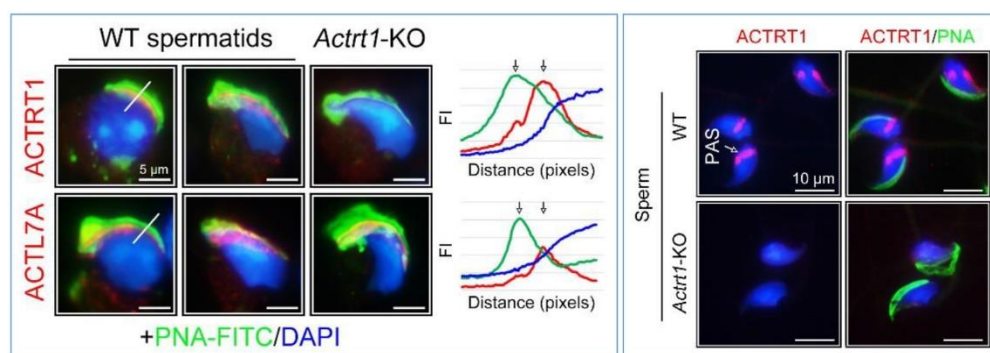 WT spermatids
Actrt1-KO
ACTRT1
5 µm
FI
Distance (pixels)
ACTL7A
FI
Distance (pixels)
+PNA-FITC/DAPI
ACTRT1
ACTRT1/PNA
Sperm
WT
PAS
10 µm
Actrt1-KO